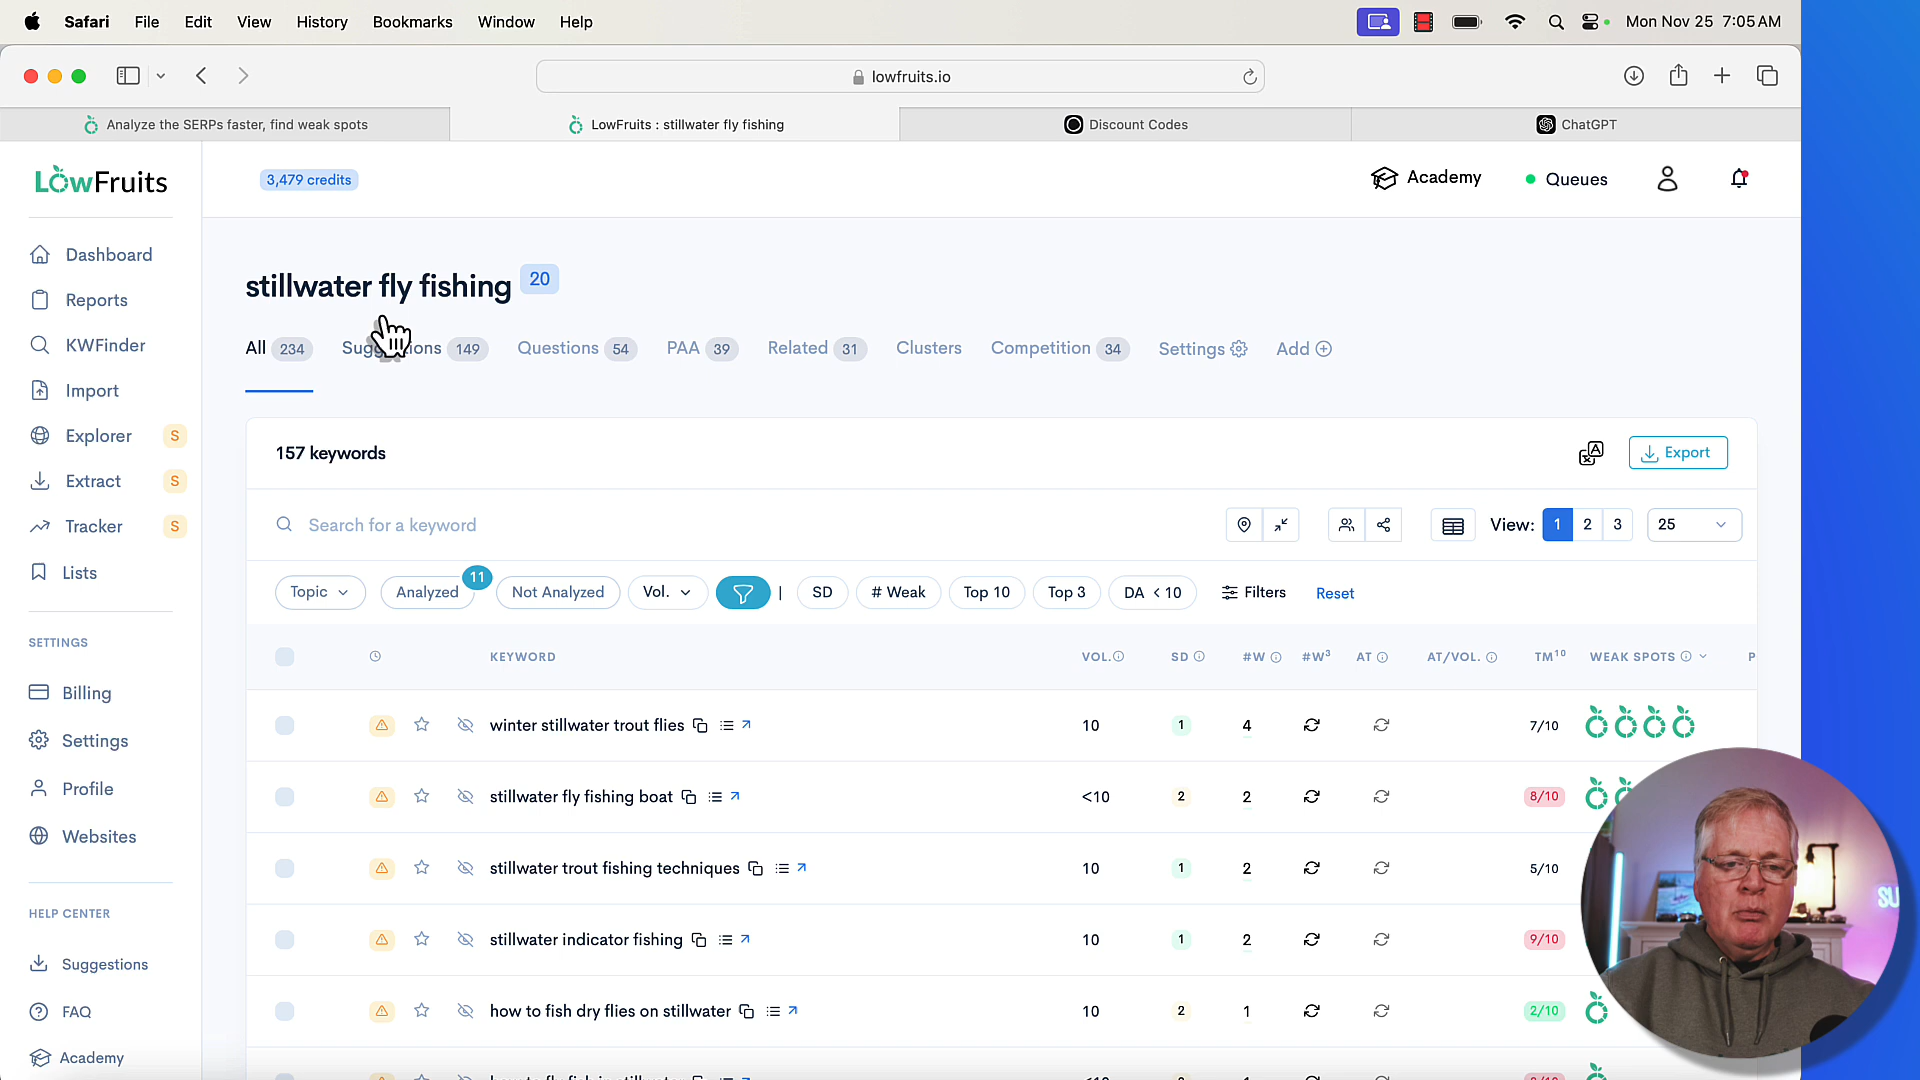 Safari File Edit View History Bookmarks Window Help Mon Nov 25 7:05 AM
lowfruits.io
Analyze the SERPs faster, find weak spots
LowFruits : stillwater fly fishing
Discount Codes
ChatGPT
LowFruits
3,479 credits
Academy
Queues
Dashboard
Reports
KWFinder
Import
Explorer S
Extract S
Tracker S
Lists
SETTINGS
Billing
Settings
Profile
Websites
HELP CENTER
Suggestions
FAQ
Academy
stillwater fly fishing 20
All 234 Suggestions 149 Questions 54 PAA 39 Related 31 Clusters Competition 34 Settings Add
157 keywords
Export
Search for a keyword
View: 1 2 3 25
Topic Analyzed 11 Not Analyzed Vol. | SD # Weak Top 10 Top 3 DA < 10 Filters Reset
KEYWORD VOL. SD #W #W3 AT AT/VOL. TM10 WEAK SPOTS P
winter stillwater trout flies 10 1 4 7/10
stillwater fly fishing boat <10 2 2 8/10
stillwater trout fishing techniques 10 1 2 5/10
stillwater indicator fishing 10 1 2 9/10
how to fish dry flies on stillwater 10 2 1 2/10
SU